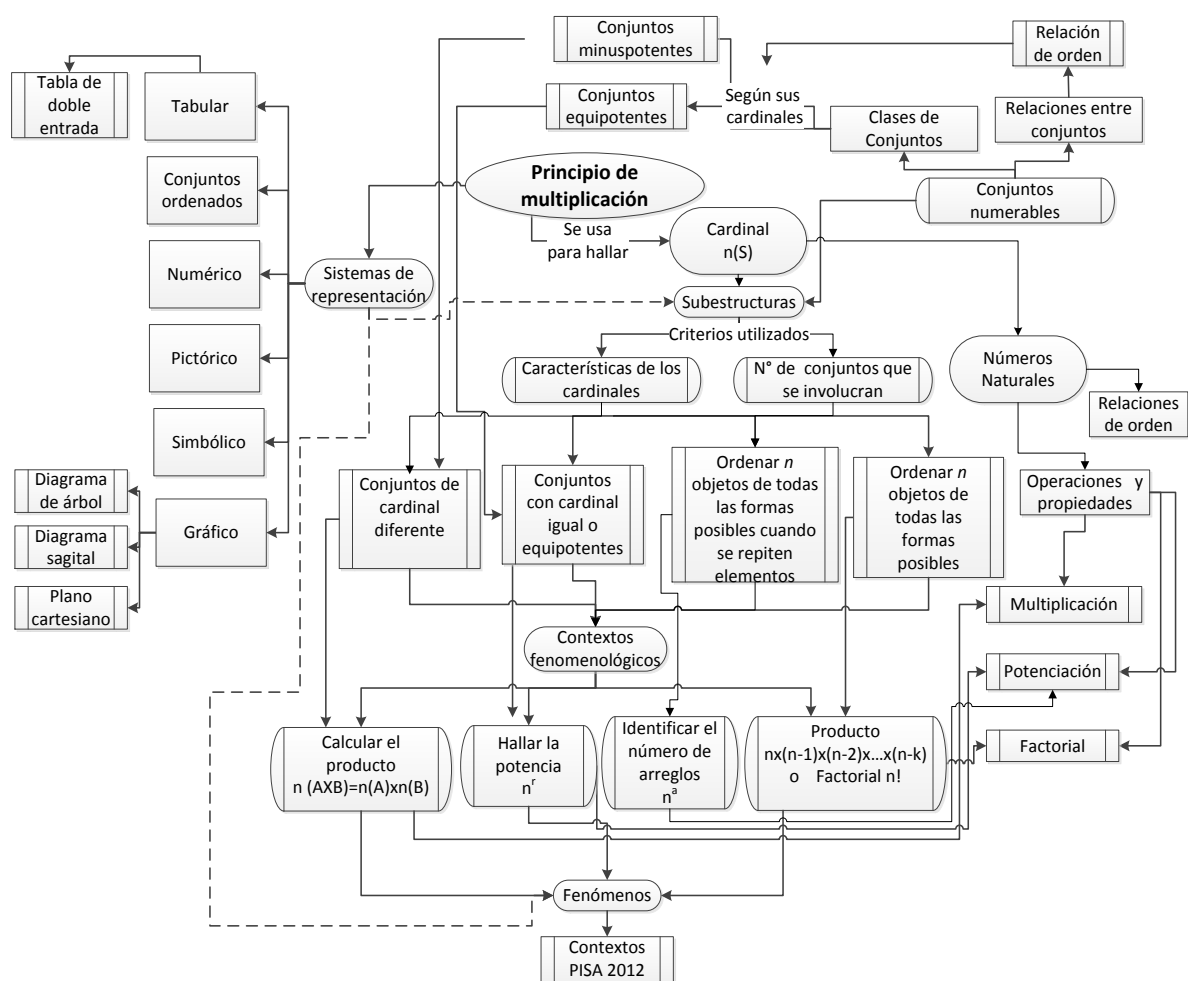 Conjuntos
minuspotentes
Relación
de orden
Tabla de
doble
entrada
Tabular
Conjuntos
equipotentes
Según sus
cardinales
Clases de
Conjuntos
Relaciones entre
conjuntos
Conjuntos
ordenados
Principio de
multiplicación
Conjuntos
numerables
Se usa
para hallar
Cardinal
n(S)
Numérico
Sistemas de
representación
Subestructuras
Criterios utilizados
Pictórico
Características de los
cardinales
N° de conjuntos que
se involucran
Números
Naturales
Relaciones
de orden
Simbólico
Diagrama
de árbol
Gráfico
Diagrama
sagital
Plano
cartesiano
Conjuntos de
cardinal
diferente
Conjuntos
con cardinal
igual o
equipotentes
Ordenar n
objetos de todas
las formas
posibles cuando
se repiten
elementos
Ordenar n
objetos de
todas las
formas
posibles
Operaciones y
propiedades
Multiplicación
Contextos
fenomenológicos
Potenciación
Calcular el
producto
n (AXB)=n(A)xn(B)
Hallar la
potencia
n^r
Identificar el
número de
arreglos
n^a
Producto
nx(n-1)x(n-2)x...x(n-k)
o Factorial n!
Factorial
Fenómenos
Contextos
PISA 2012